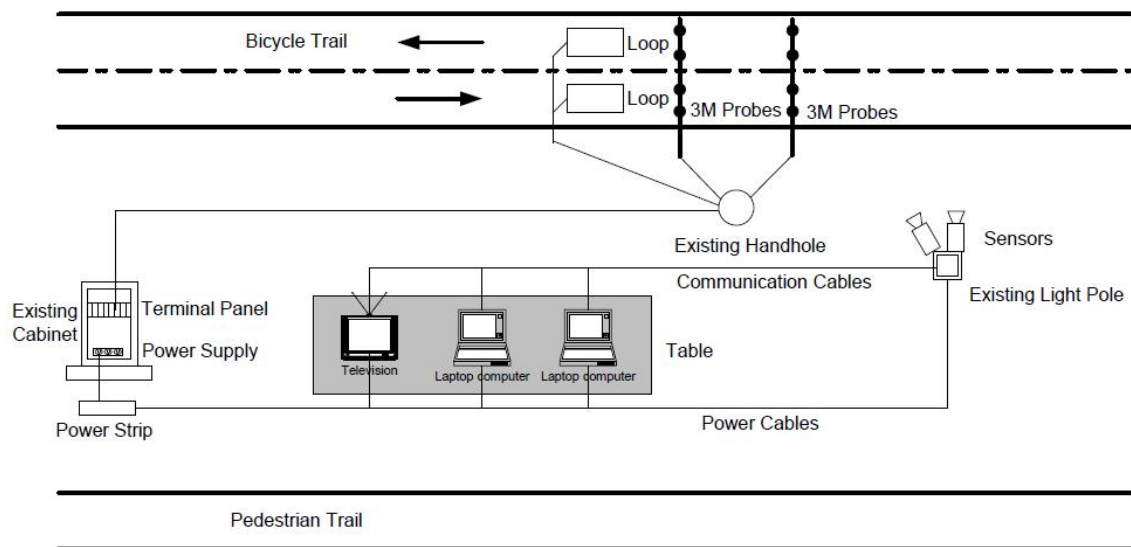 Bicycle Trail
Loop
Loop
3M Probes
3M Probes
Existing Handhole
Sensors
Communication Cables
Existing Light Pole
Existing
Cabinet
Terminal Panel
Power Supply
Table
Television
Laptop computer
Laptop computer
Power Strip
Power Cables
Pedestrian Trail